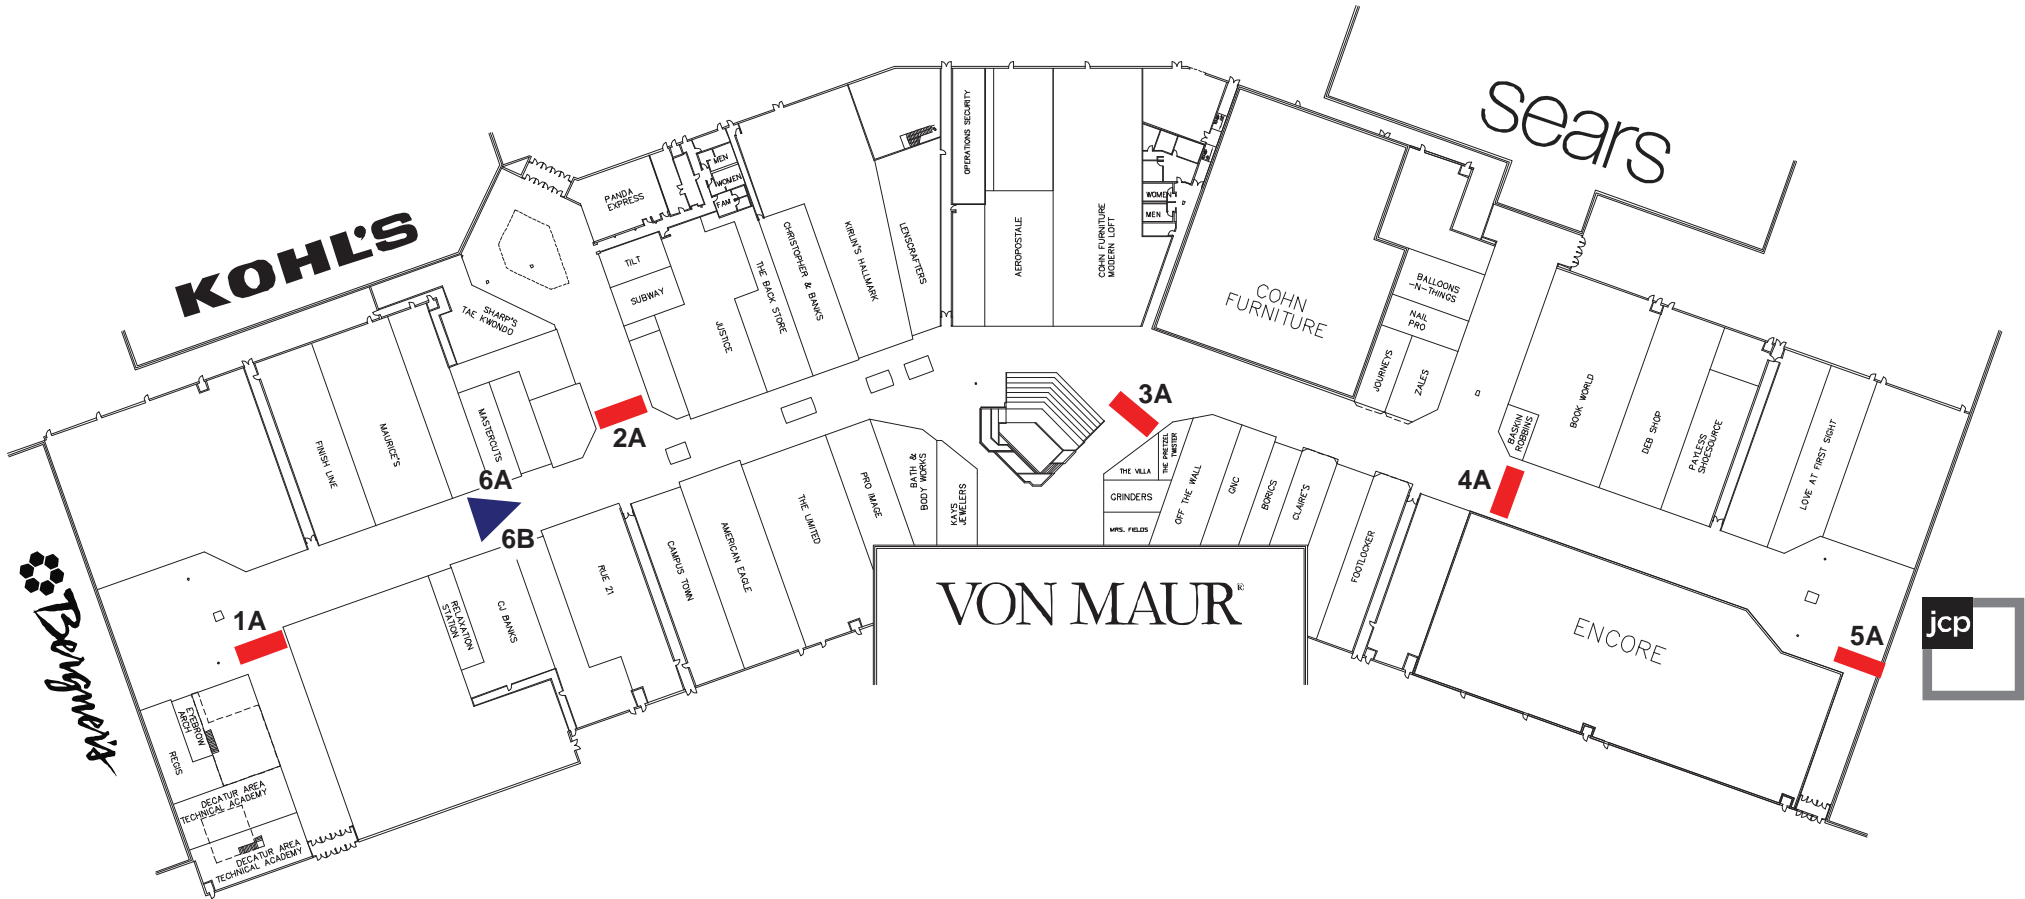 KOHL'S
sears
Bergner's
VON MAUR®
jcp
1A
2A
3A
4A
5A
6A
6B
PANDA
EXPRESS
MEN
WOMEN
FAM
TILT
SUBWAY
SHARP'S
TAE KWONDO
JUSTICE
THE BACK STORE
CHRISTOPHER & BANKS
KIRLIN'S HALLMARK
LENSCRAFTERS
OPERATIONS SECURITY
AEROPOSTALE
COHN FURNITURE
MODERN LOFT
WOMEN
MEN
COHN
FURNITURE
BALLOONS
-N-THINGS
NAIL
PRO
JOURNEYS
ZALES
BASKIN
ROBBINS
BOOK WORLD
DEB SHOP
PAYLESS
SHOESOURCE
LOVE AT FIRST SIGHT
FINISH LINE
MAURICE'S
MASTERCUTS
RELAXATION
STATION
CJ BANKS
RUE 21
CAMPUS TOWN
AMERICAN EAGLE
THE LIMITED
PRO IMAGE
BATH &
BODY WORKS
KAYS
JEWELERS
THE VILLA
THE PRETZEL
TWISTER
GRINDERS
MRS. FIELDS
OFF THE WALL
GNC
BORICS
CLAIRE'S
FOOTLOCKER
ENCORE
EYEBROW
ARCH
REGIS
DECATUR AREA
TECHNICAL ACADEMY
DECATUR AREA
TECHNICAL ACADEMY